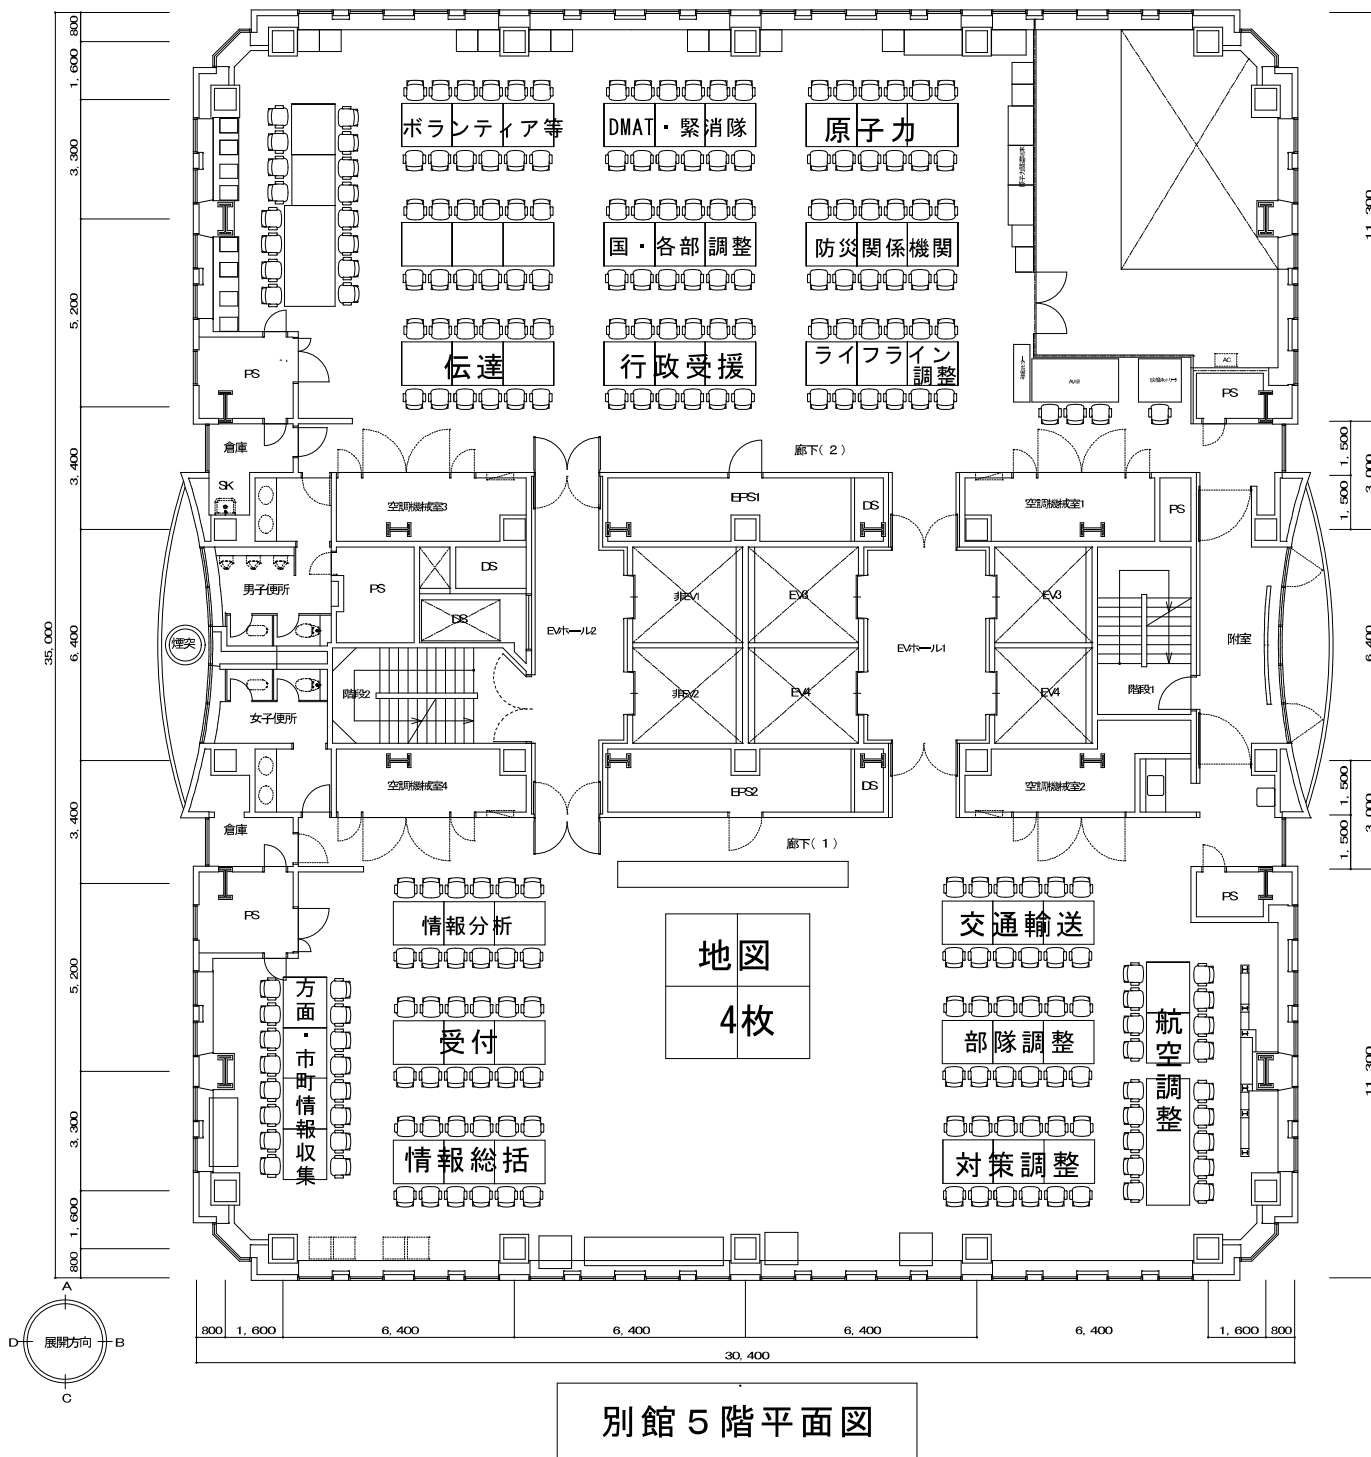 800
1,600
3,300
5,200
3,400
6,400
35,000
3,400
5,200
3,300
1,600
800
11,300
1,500
1,500
3,000
6,400
1,500
1,500
3,000
11,300
ボランティア等
DMAT・緊消隊
原子力
国・各部調整
防災関係機関
伝達
行政受援
ライフライン
調整
PS
AC
PS
倉庫
SK
廊下(2)
空調機械室3
EPS1
DS
空調機械室1
PS
男子便所
PS
DS
DS
非EV1
EV3
EV3
煙突
EVホール2
EVホール1
附室
階段2
非EV2
EV4
EV4
階段1
女子便所
空調機械室4
EPS2
DS
空調機械室2
倉庫
廊下(1)
PS
PS
情報分析
地図
4枚
交通輸送
方面・市町情報収集
受付
部隊調整
航空調整
情報総括
対策調整
A
D
展開方向
B
C
800
1,600
6,400
6,400
6,400
6,400
1,600
800
30,400
別館5階平面図